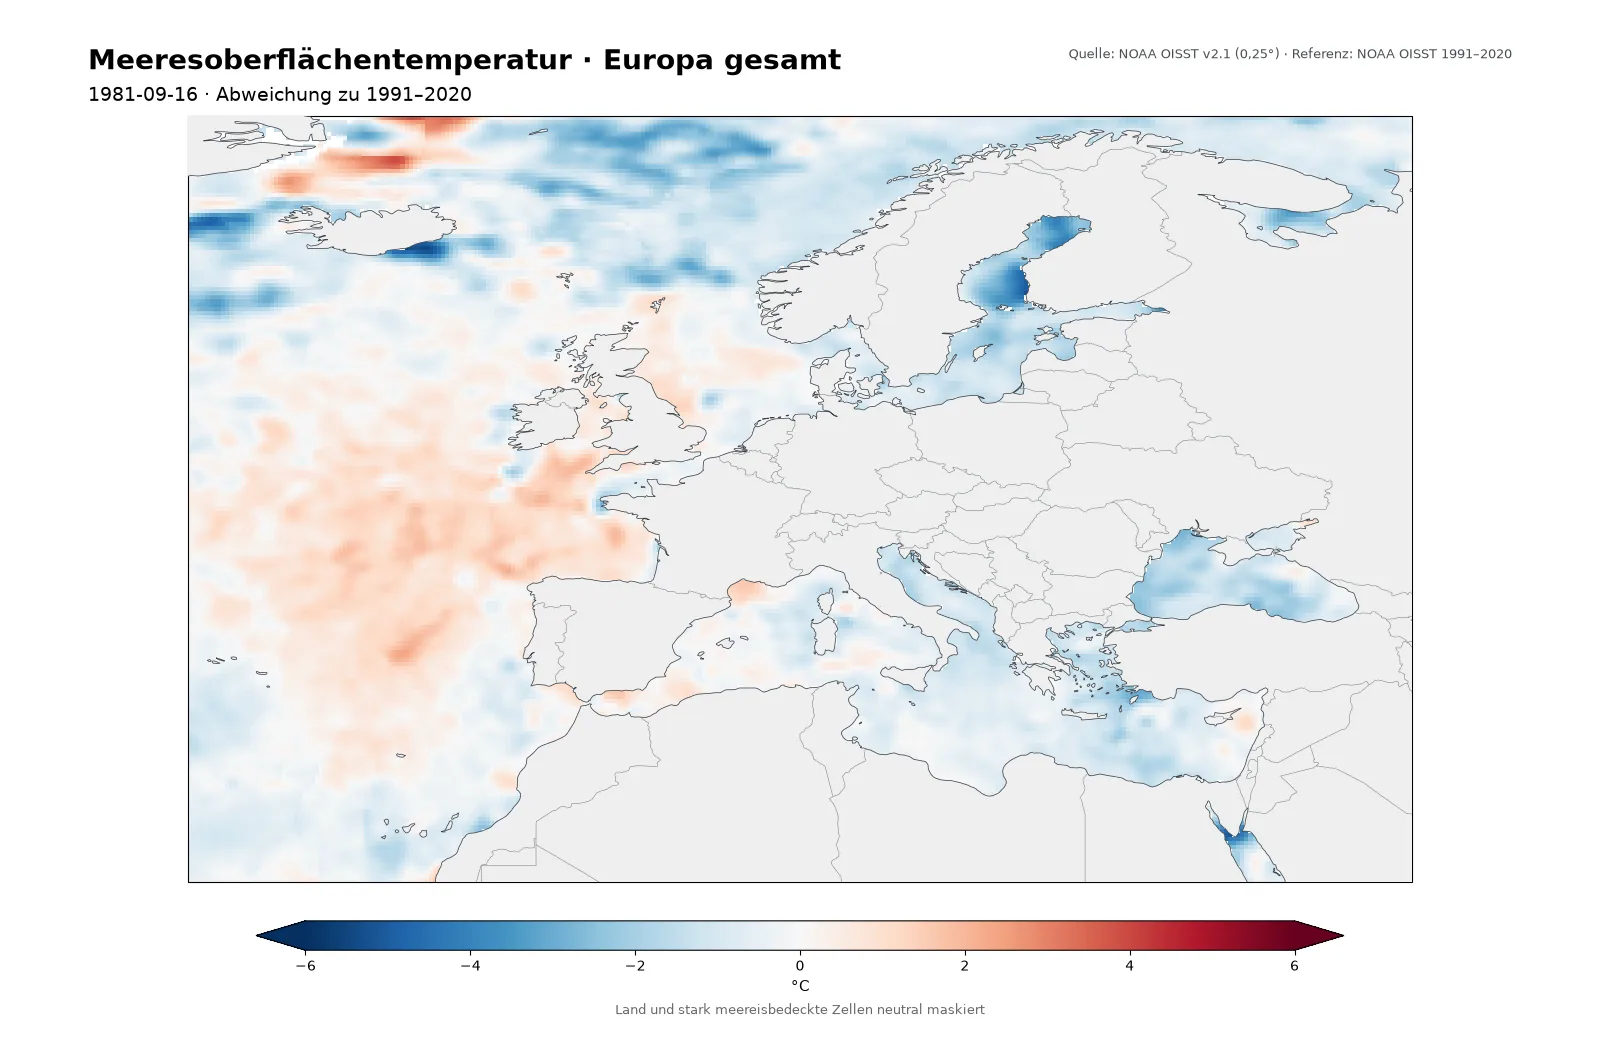 Meeresoberflächentemperatur · Europa gesamt
Quelle: NOAA OISST v2.1 (0,25°) · Referenz: NOAA OISST 1991–2020
1981-09-16 · Abweichung zu 1991–2020
−6 −4 −2 0 2 4 6
°C
Land und stark meereisbedeckte Zellen neutral maskiert